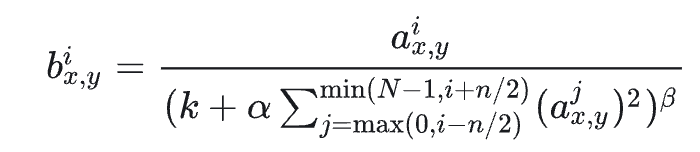 $b^i_{x,y} = \frac{a^i_{x,y}}{(k + \alpha \sum_{j=\max(0,i-n/2)}^{\min(N-1,i+n/2)} (a^j_{x,y})^2)^\beta}$